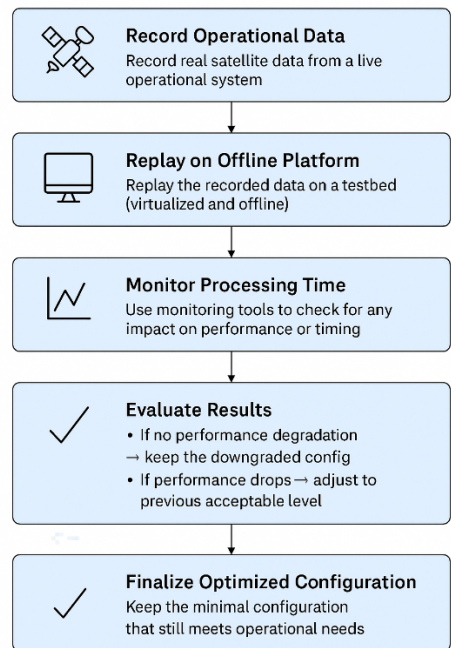 Record Operational Data
Record real satellite data from a live
operational system
Replay on Offline Platform
Replay the recorded data on a testbed
(virtualized and offline)
Monitor Processing Time
Use monitoring tools to check for any
impact on performance or timing
Evaluate Results
• If no performance degradation
→ keep the downgraded config
• If performance drops → adjust to
previous acceptable level
Finalize Optimized Configuration
Keep the minimal configuration
that still meets operational needs